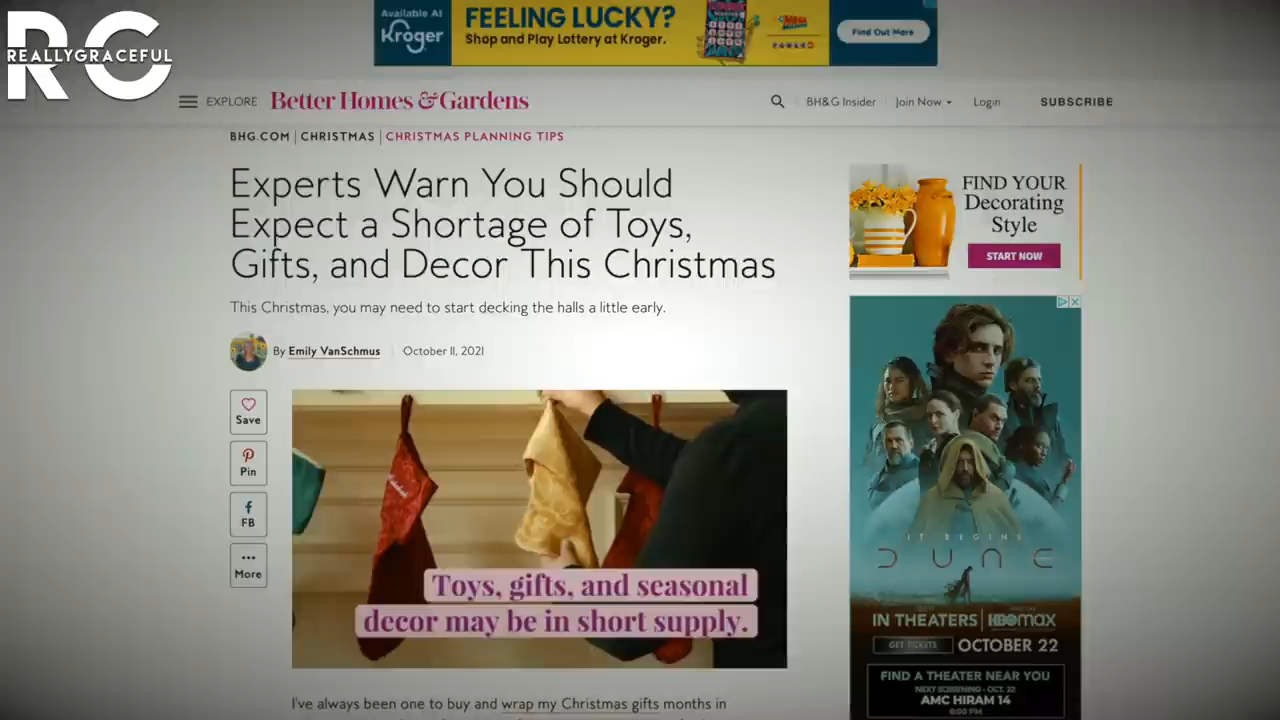 RG
REALLYGRACEFUL
Available At
Kroger
FEELING LUCKY?
Shop and Play Lottery at Kroger.
Find Out More
EXPLORE
Better Homes & Gardens
BH&G Insider
Join Now
Login
SUBSCRIBE
BHG.COM | CHRISTMAS | CHRISTMAS PLANNING TIPS
Experts Warn You Should
Expect a Shortage of Toys,
Gifts, and Decor This Christmas
This Christmas, you may need to start decking the halls a little early.
By Emily VanSchmus
October 11, 2021
Save
Pin
FB
More
Toys, gifts, and seasonal
decor may be in short supply.
I've always been one to buy and wrap my Christmas gifts months in
FIND YOUR
Decorating
Style
START NOW
IT BEGINS
DUNE
IN THEATERS | HBOMAX
GET TICKETS
OCTOBER 22
FIND A THEATER NEAR YOU
NEXT SCREENING - OCT. 22
AMC HIRAM 14
6:00 PM